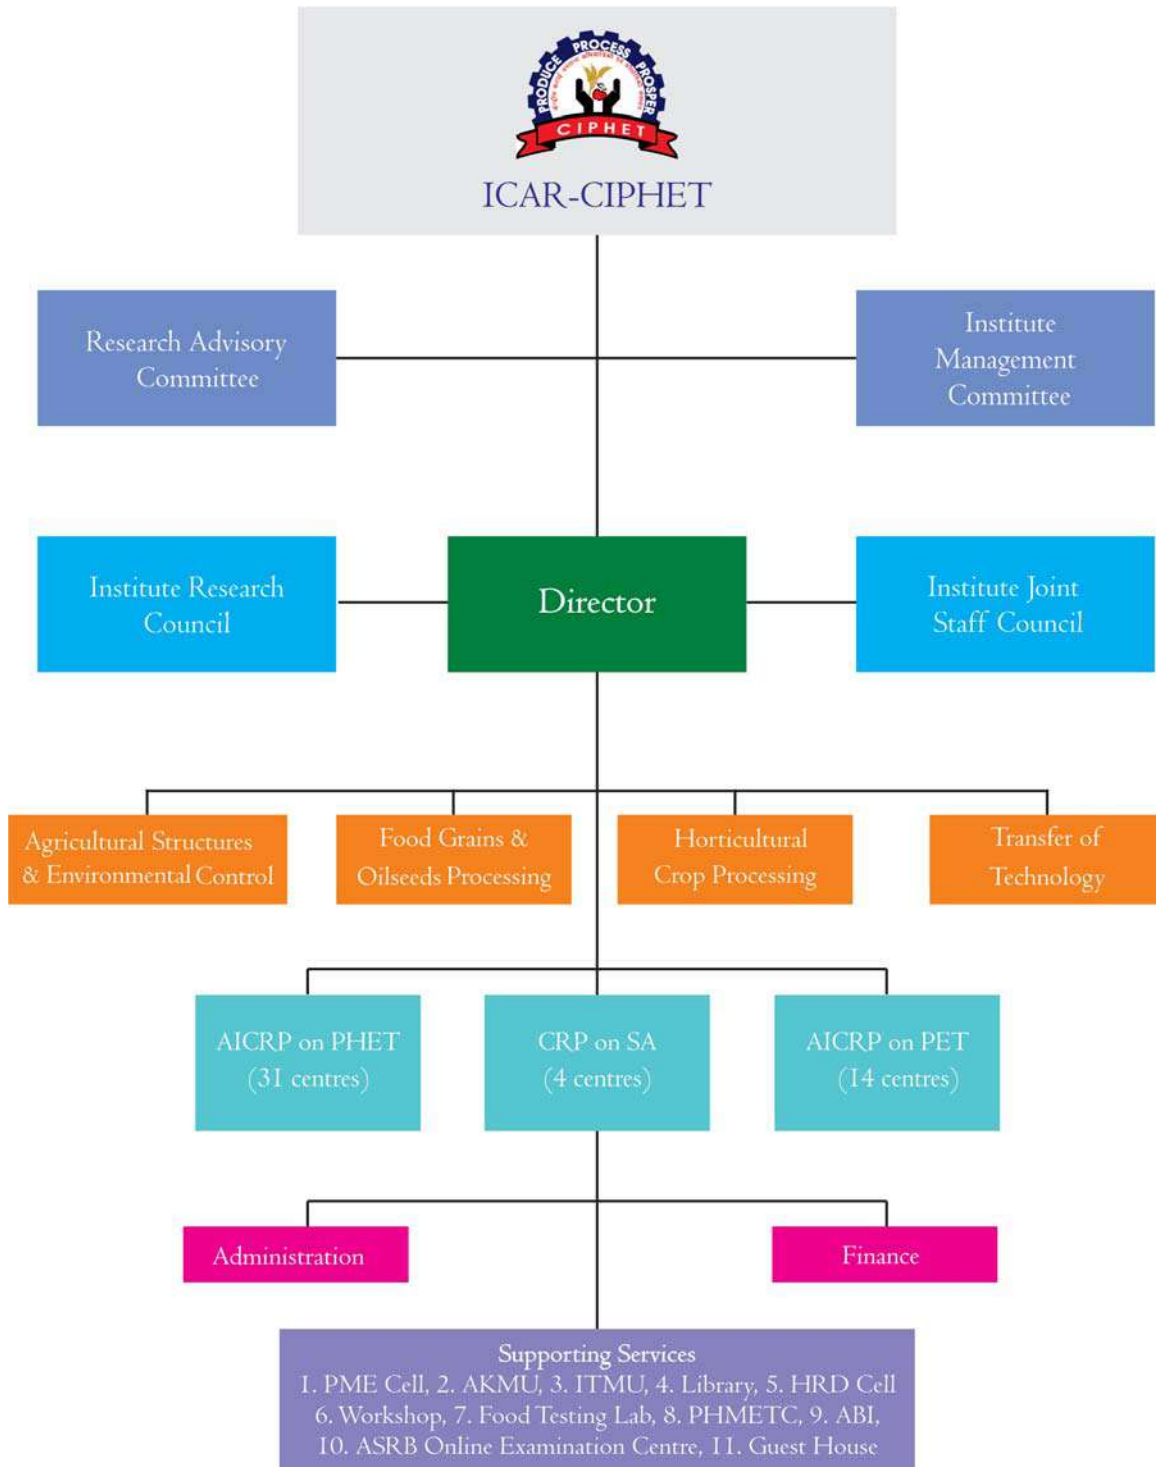 PRODUCE PROCESS PROSPER
CIPHET
ICAR-CIPHET
Research Advisory
Committee
Institute
Management
Committee
Institute Research
Council
Director
Institute Joint
Staff Council
Agricultural Structures
& Environmental Control
Food Grains &
Oilseeds Processing
Horticultural
Crop Processing
Transfer of
Technology
AICRP on PHET
(31 centres)
CRP on SA
(4 centres)
AICRP on PET
(14 centres)
Administration
Finance
Supporting Services
1. PME Cell, 2. AKMU, 3. ITMU, 4. Library, 5. HRD Cell
6. Workshop, 7. Food Testing Lab, 8. PHMETC, 9. ABI,
10. ASRB Online Examination Centre, 11. Guest House